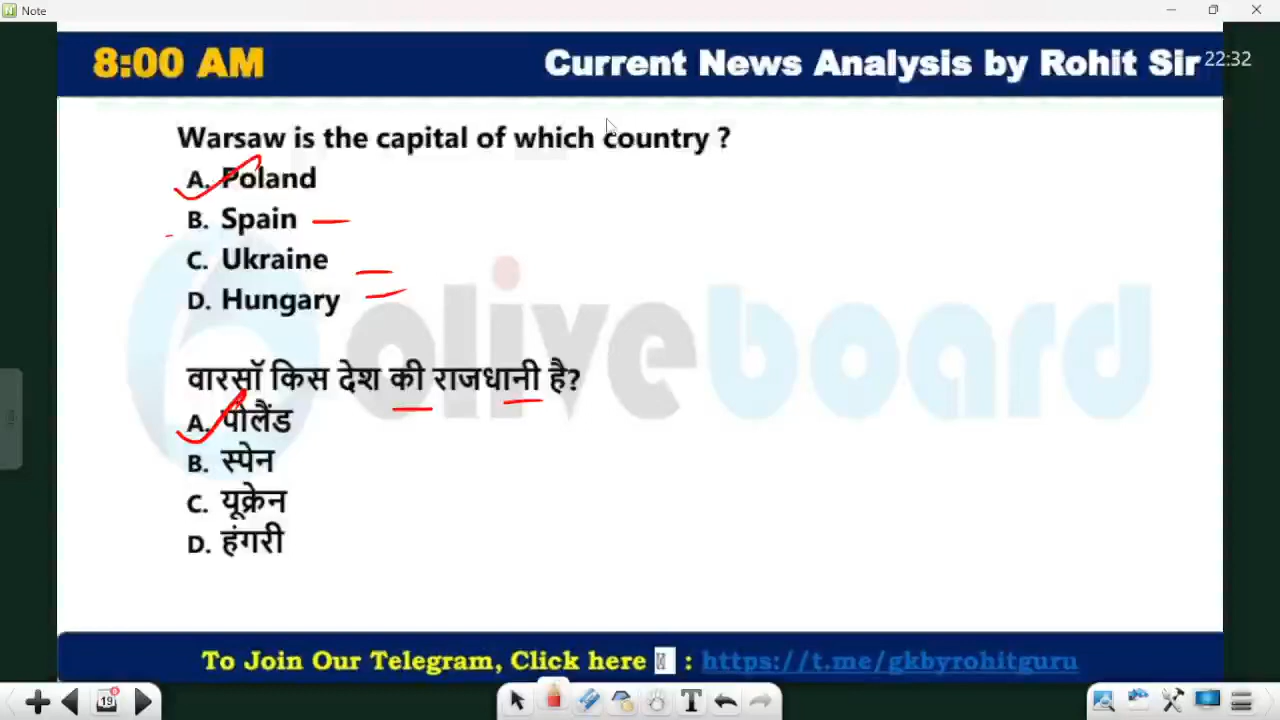 Note
8:00 AM
Current News Analysis by Rohit Sir
22:32
Warsaw is the capital of which country ?
A. Poland
B. Spain
C. Ukraine
D. Hungary
oliveboard
वारसॉ किस देश की राजधानी है?
A. पोलैंड
B. स्पेन
C. यूक्रेन
D. हंगरी
To Join Our Telegram, Click here : https://t.me/gkbyrohitguru
19
T